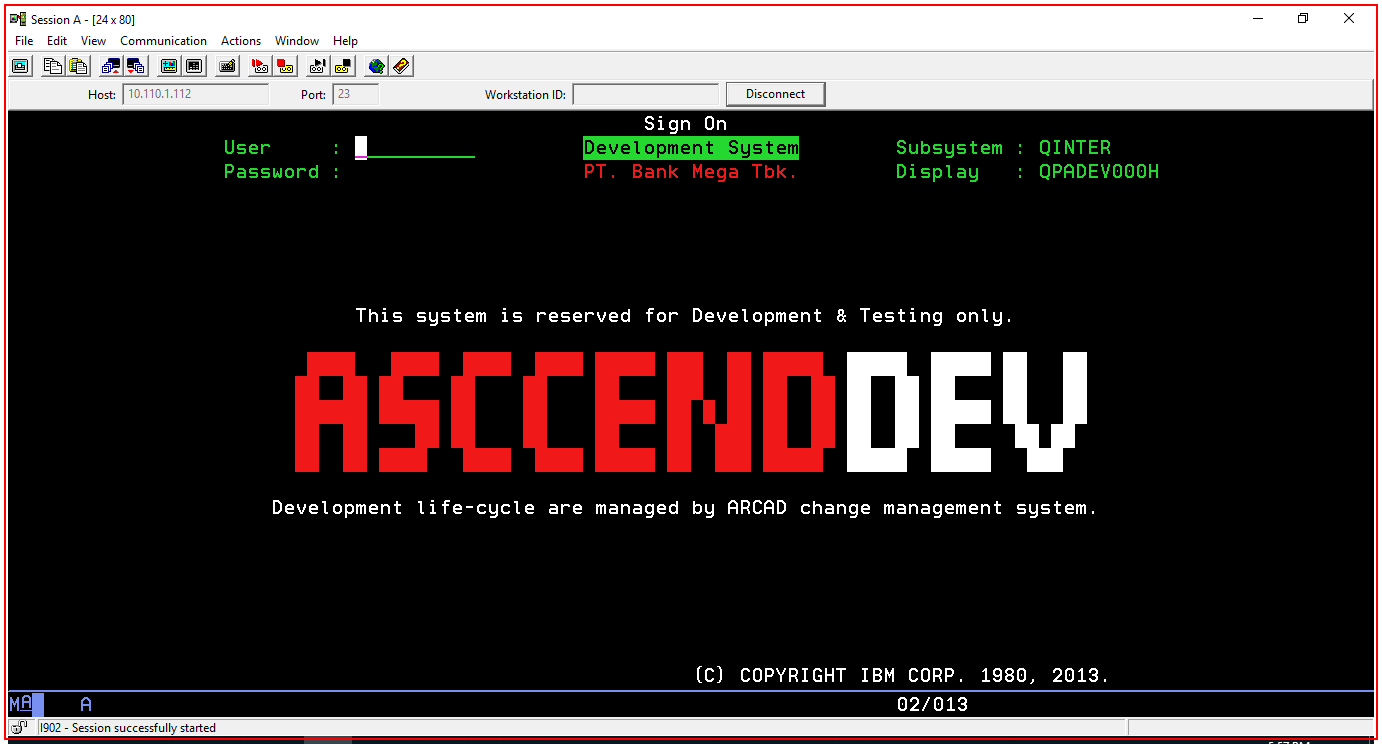 Session A - [24 x 80]
File Edit View Communication Actions Window Help
Host: 10.110.1.112 Port: 23 Workstation ID: Disconnect
Sign On
User : Development System Subsystem : QINTER
Password : PT. Bank Mega Tbk. Display : QPADEV000H
This system is reserved for Development & Testing only.
ASCCENDDEV
Development life-cycle are managed by ARCAD change management system.
(C) COPYRIGHT IBM CORP. 1980, 2013.
MA A 02/013
I902 - Session successfully started